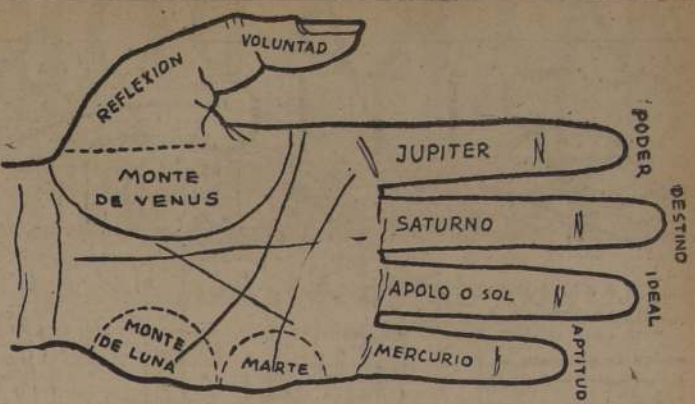 VOLUNTAD
REFLEXION
MONTE
DE VENUS
JUPITER
PODER
SATURNO
DESTINO
APOLO O SOL
IDEAL
MERCURIO
APTITUD
MONTE
DE LUNA
MARTE